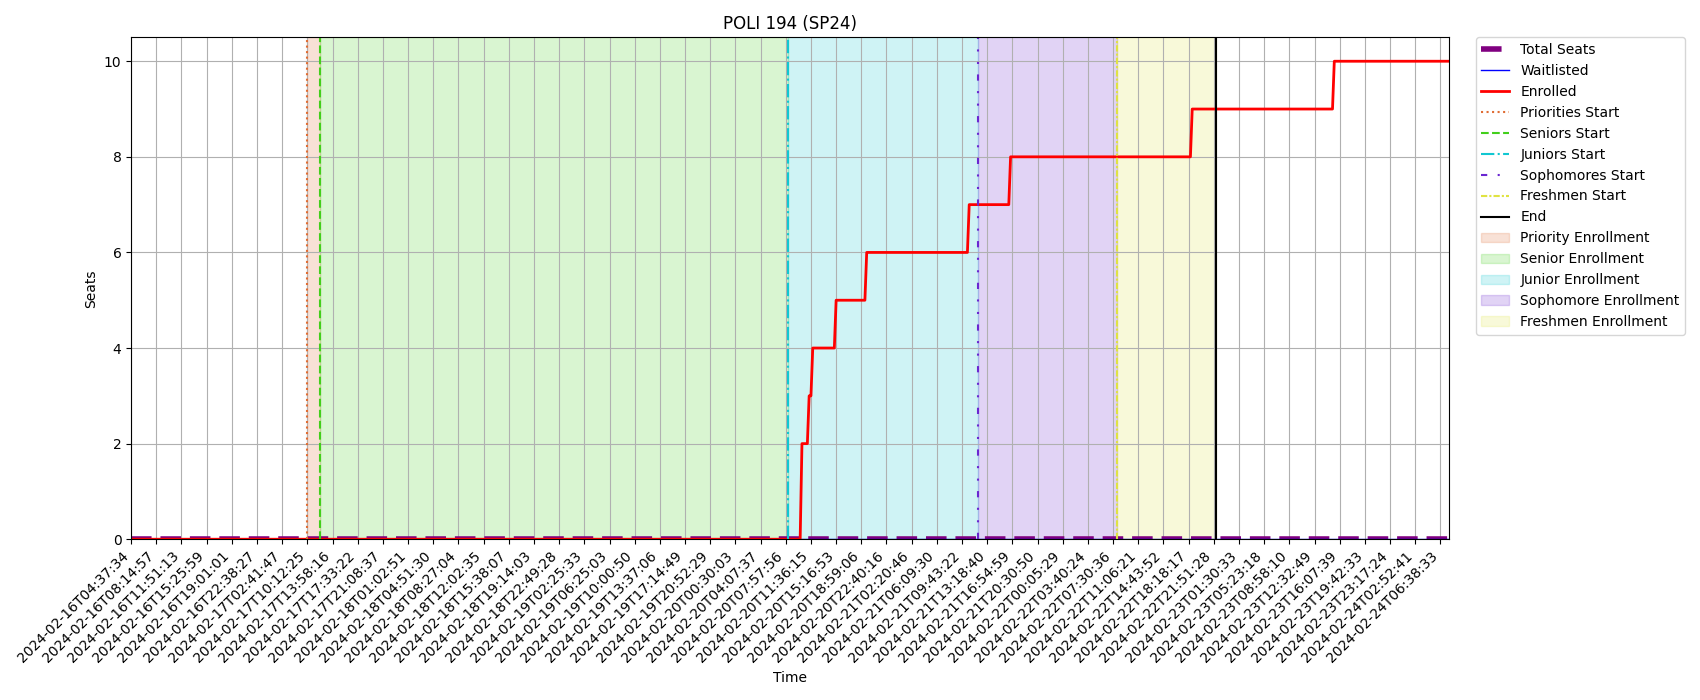 POLI 194 (SP24)
Seats
10
8
6
4
2
0
2024-02-16T04:37:34
2024-02-16T08:14:57
2024-02-16T11:51:13
2024-02-16T15:25:59
2024-02-16T19:01:01
2024-02-16T22:38:27
2024-02-17T02:41:47
2024-02-17T10:12:25
2024-02-17T13:58:16
2024-02-17T17:33:22
2024-02-17T21:08:37
2024-02-18T01:02:51
2024-02-18T04:51:30
2024-02-18T08:27:04
2024-02-18T12:02:35
2024-02-18T15:38:07
2024-02-18T19:14:03
2024-02-18T22:49:28
2024-02-19T02:25:33
2024-02-19T06:25:03
2024-02-19T10:00:50
2024-02-19T13:37:06
2024-02-19T17:14:49
2024-02-19T20:52:29
2024-02-20T00:30:03
2024-02-20T04:07:37
2024-02-20T07:57:56
2024-02-20T11:36:15
2024-02-20T15:16:53
2024-02-20T18:59:06
2024-02-20T22:40:16
2024-02-21T02:20:46
2024-02-21T06:09:30
2024-02-21T09:43:22
2024-02-21T13:18:40
2024-02-21T16:54:59
2024-02-21T20:30:50
2024-02-22T00:05:29
2024-02-22T03:40:24
2024-02-22T07:30:36
2024-02-22T11:06:21
2024-02-22T14:43:52
2024-02-22T18:18:17
2024-02-22T21:51:28
2024-02-23T01:30:33
2024-02-23T05:23:18
2024-02-23T08:58:10
2024-02-23T12:32:49
2024-02-23T16:07:39
2024-02-23T19:42:33
2024-02-23T23:17:24
2024-02-24T02:52:41
2024-02-24T06:38:33
Time
Total Seats
Waitlisted
Enrolled
Priorities Start
Seniors Start
Juniors Start
Sophomores Start
Freshmen Start
End
Priority Enrollment
Senior Enrollment
Junior Enrollment
Sophomore Enrollment
Freshmen Enrollment